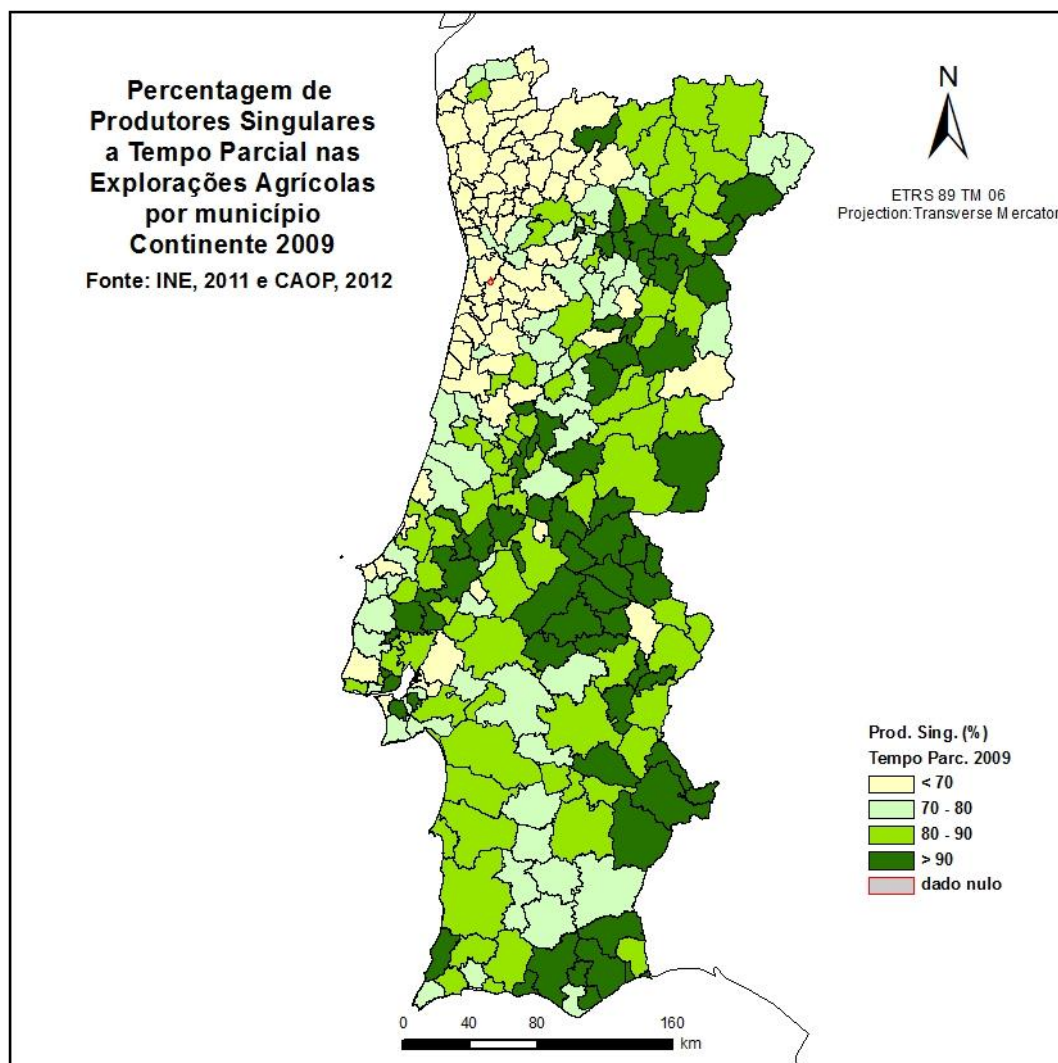 Percentagem de
Produtores Singulares
a Tempo Parcial nas
Explorações Agrícolas
por município
Continente 2009
Fonte: INE, 2011 e CAOP, 2012
N
ETRS 89 TM 06
Projection: Transverse Mercator
Prod. Sing. (%)
Tempo Parc. 2009
< 70
70 - 80
80 - 90
> 90
dado nulo
0 40 80 160
km